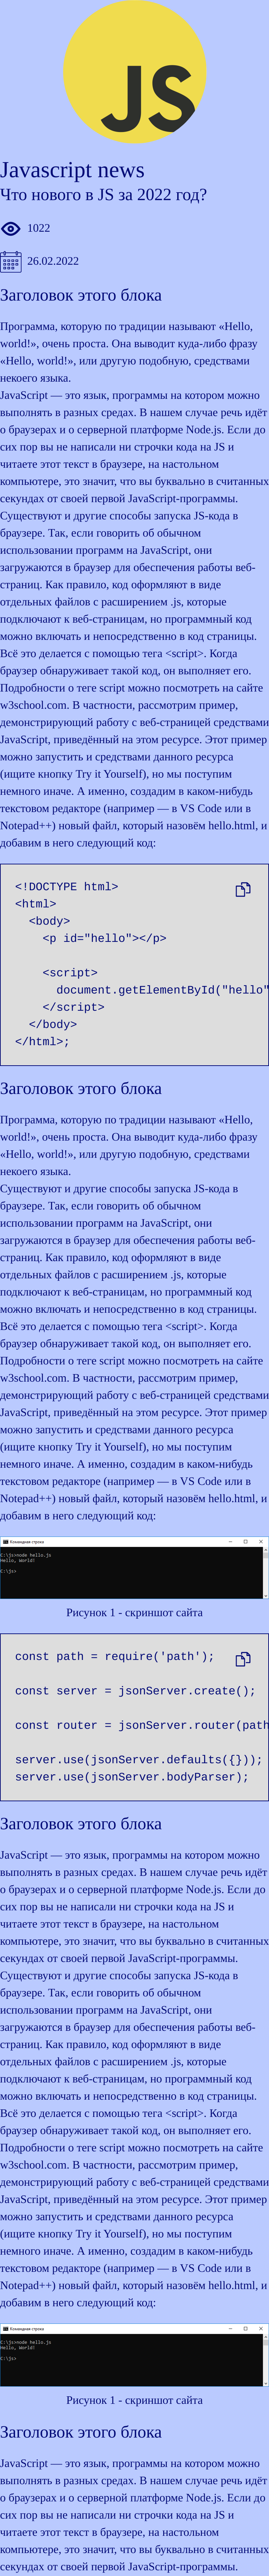 JS
Javascript news
Что нового в JS за 2022 год?
1022
26.02.2022
Заголовок этого блока
Программа, которую по традиции называют «Hello,
world!», очень проста. Она выводит куда-либо фразу
«Hello, world!», или другую подобную, средствами
некоего языка.
JavaScript — это язык, программы на котором можно
выполнять в разных средах. В нашем случае речь идёт
о браузерах и о серверной платформе Node.js. Если до
сих пор вы не написали ни строчки кода на JS и
читаете этот текст в браузере, на настольном
компьютере, это значит, что вы буквально в считанных
секундах от своей первой JavaScript-программы.
Существуют и другие способы запуска JS-кода в
браузере. Так, если говорить об обычном
использовании программ на JavaScript, они
загружаются в браузер для обеспечения работы веб-
страниц. Как правило, код оформляют в виде
отдельных файлов с расширением .js, которые
подключают к веб-страницам, но программный код
можно включать и непосредственно в код страницы.
Всё это делается с помощью тега <script>. Когда
браузер обнаруживает такой код, он выполняет его.
Подробности о теге script можно посмотреть на сайте
w3school.com. В частности, рассмотрим пример,
демонстрирующий работу с веб-страницей средствами
JavaScript, приведённый на этом ресурсе. Этот пример
можно запустить и средствами данного ресурса
(ищите кнопку Try it Yourself), но мы поступим
немного иначе. А именно, создадим в каком-нибудь
текстовом редакторе (например — в VS Code или в
Notepad++) новый файл, который назовём hello.html, и
добавим в него следующий код:
<!DOCTYPE html>
<html>
<body>
<p id="hello"></p>
<script>
document.getElementById("hello"
</script>
</body>
</html>;
Заголовок этого блока
Программа, которую по традиции называют «Hello,
world!», очень проста. Она выводит куда-либо фразу
«Hello, world!», или другую подобную, средствами
некоего языка.
Существуют и другие способы запуска JS-кода в
браузере. Так, если говорить об обычном
использовании программ на JavaScript, они
загружаются в браузер для обеспечения работы веб-
страниц. Как правило, код оформляют в виде
отдельных файлов с расширением .js, которые
подключают к веб-страницам, но программный код
можно включать и непосредственно в код страницы.
Всё это делается с помощью тега <script>. Когда
браузер обнаруживает такой код, он выполняет его.
Подробности о теге script можно посмотреть на сайте
w3school.com. В частности, рассмотрим пример,
демонстрирующий работу с веб-страницей средствами
JavaScript, приведённый на этом ресурсе. Этот пример
можно запустить и средствами данного ресурса
(ищите кнопку Try it Yourself), но мы поступим
немного иначе. А именно, создадим в каком-нибудь
текстовом редакторе (например — в VS Code или в
Notepad++) новый файл, который назовём hello.html, и
добавим в него следующий код:
Командная строка
C:\js>node hello.js
Hello, World!
C:\js>
Рисунок 1 - скриншот сайта
const path = require('path');
const server = jsonServer.create();
const router = jsonServer.router(path
server.use(jsonServer.defaults({}));
server.use(jsonServer.bodyParser);
Заголовок этого блока
JavaScript — это язык, программы на котором можно
выполнять в разных средах. В нашем случае речь идёт
о браузерах и о серверной платформе Node.js. Если до
сих пор вы не написали ни строчки кода на JS и
читаете этот текст в браузере, на настольном
компьютере, это значит, что вы буквально в считанных
секундах от своей первой JavaScript-программы.
Существуют и другие способы запуска JS-кода в
браузере. Так, если говорить об обычном
использовании программ на JavaScript, они
загружаются в браузер для обеспечения работы веб-
страниц. Как правило, код оформляют в виде
отдельных файлов с расширением .js, которые
подключают к веб-страницам, но программный код
можно включать и непосредственно в код страницы.
Всё это делается с помощью тега <script>. Когда
браузер обнаруживает такой код, он выполняет его.
Подробности о теге script можно посмотреть на сайте
w3school.com. В частности, рассмотрим пример,
демонстрирующий работу с веб-страницей средствами
JavaScript, приведённый на этом ресурсе. Этот пример
можно запустить и средствами данного ресурса
(ищите кнопку Try it Yourself), но мы поступим
немного иначе. А именно, создадим в каком-нибудь
текстовом редакторе (например — в VS Code или в
Notepad++) новый файл, который назовём hello.html, и
добавим в него следующий код:
Командная строка
C:\js>node hello.js
Hello, World!
C:\js>
Рисунок 1 - скриншот сайта
Заголовок этого блока
JavaScript — это язык, программы на котором можно
выполнять в разных средах. В нашем случае речь идёт
о браузерах и о серверной платформе Node.js. Если до
сих пор вы не написали ни строчки кода на JS и
читаете этот текст в браузере, на настольном
компьютере, это значит, что вы буквально в считанных
секундах от своей первой JavaScript-программы.